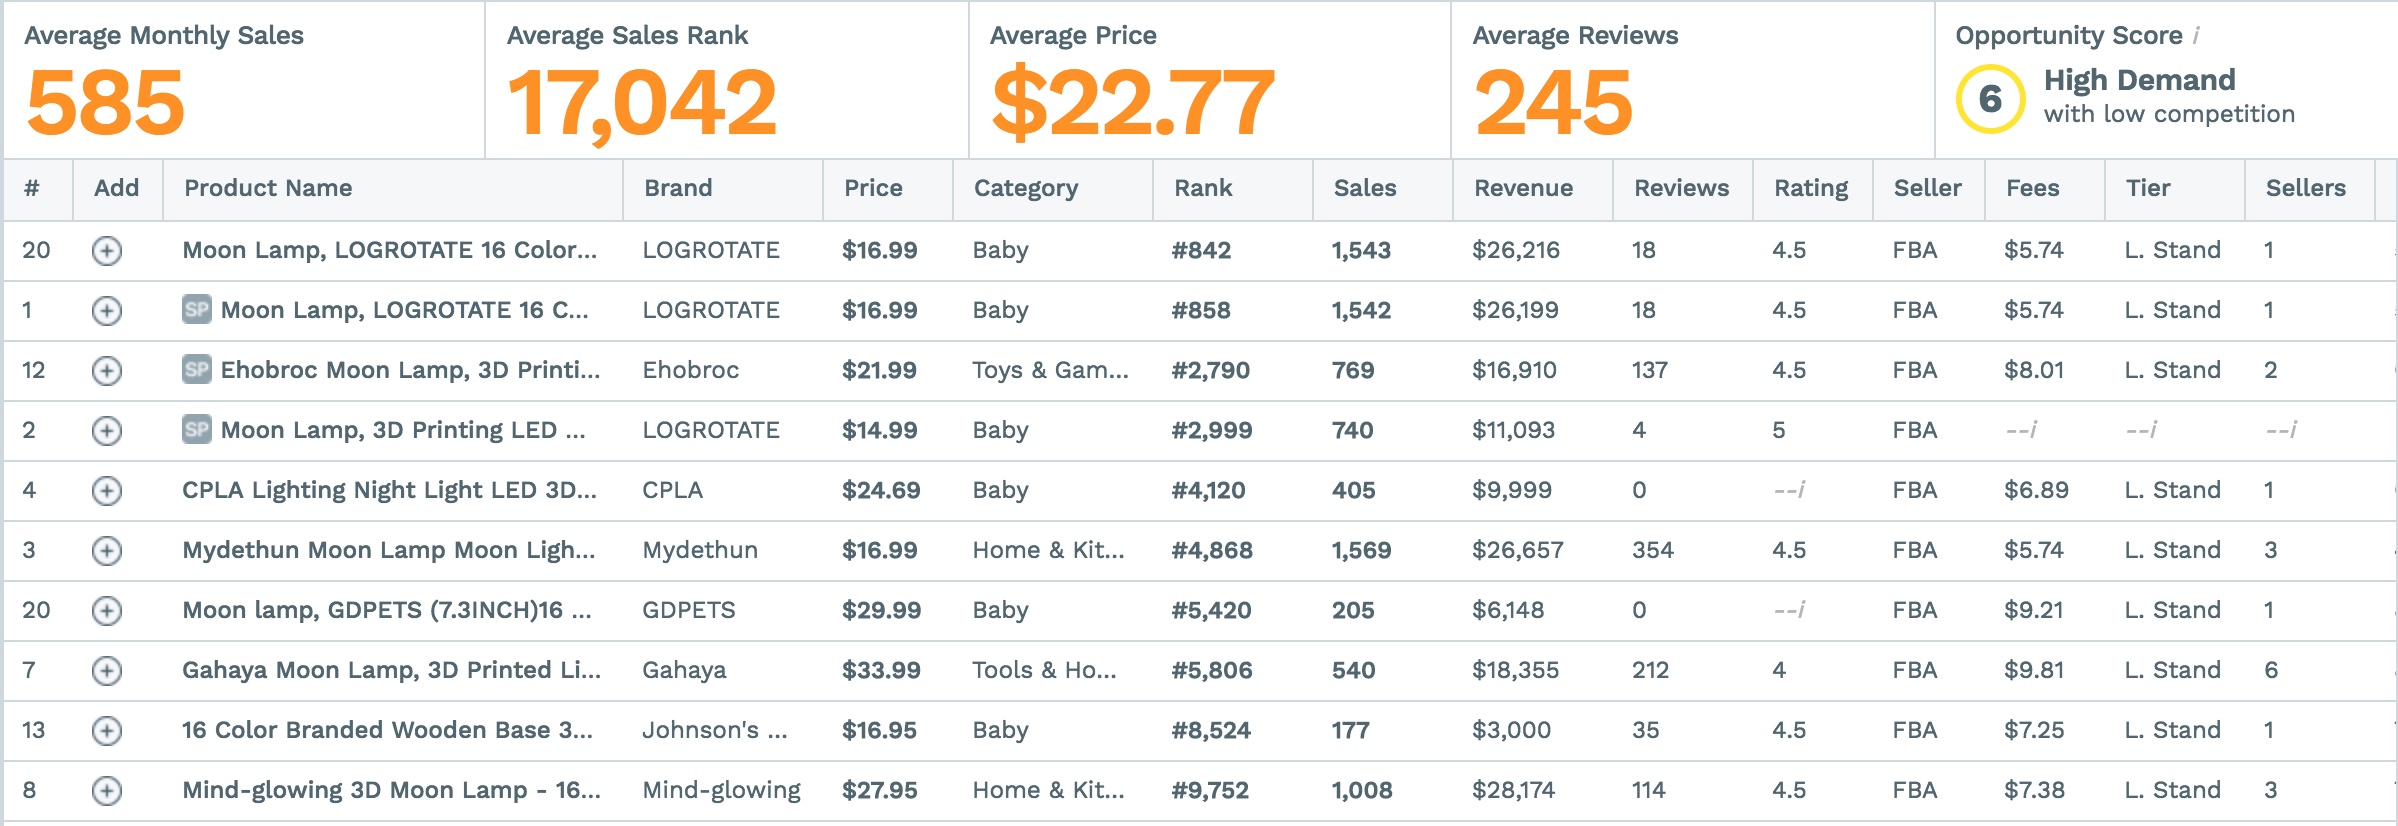 Average Monthly Sales
585
Average Sales Rank
17,042
Average Price
$22.77
Average Reviews
245
Opportunity Score i
6
High Demand
with low competition
# Add Product Name Brand Price Category Rank Sales Revenue Reviews Rating Seller Fees Tier Sellers
20 Moon Lamp, LOGROTATE 16 Color... LOGROTATE $16.99 Baby #842 1,543 $26,216 18 4.5 FBA $5.74 L. Stand 1
1 SP Moon Lamp, LOGROTATE 16 C... LOGROTATE $16.99 Baby #858 1,542 $26,199 18 4.5 FBA $5.74 L. Stand 1
12 SP Ehobroc Moon Lamp, 3D Printi... Ehobroc $21.99 Toys & Gam... #2,790 769 $16,910 137 4.5 FBA $8.01 L. Stand 2
2 SP Moon Lamp, 3D Printing LED ... LOGROTATE $14.99 Baby #2,999 740 $11,093 4 5 FBA --i --i --i
4 CPLA Lighting Night Light LED 3D... CPLA $24.69 Baby #4,120 405 $9,999 0 --i FBA $6.89 L. Stand 1
3 Mydethun Moon Lamp Moon Ligh... Mydethun $16.99 Home & Kit... #4,868 1,569 $26,657 354 4.5 FBA $5.74 L. Stand 3
20 Moon lamp, GDPETS (7.3INCH)16 ... GDPETS $29.99 Baby #5,420 205 $6,148 0 --i FBA $9.21 L. Stand 1
7 Gahaya Moon Lamp, 3D Printed Li... Gahaya $33.99 Tools & Ho... #5,806 540 $18,355 212 4 FBA $9.81 L. Stand 6
13 16 Color Branded Wooden Base 3... Johnson's ... $16.95 Baby #8,524 177 $3,000 35 4.5 FBA $7.25 L. Stand 1
8 Mind-glowing 3D Moon Lamp - 16... Mind-glowing $27.95 Home & Kit... #9,752 1,008 $28,174 114 4.5 FBA $7.38 L. Stand 3